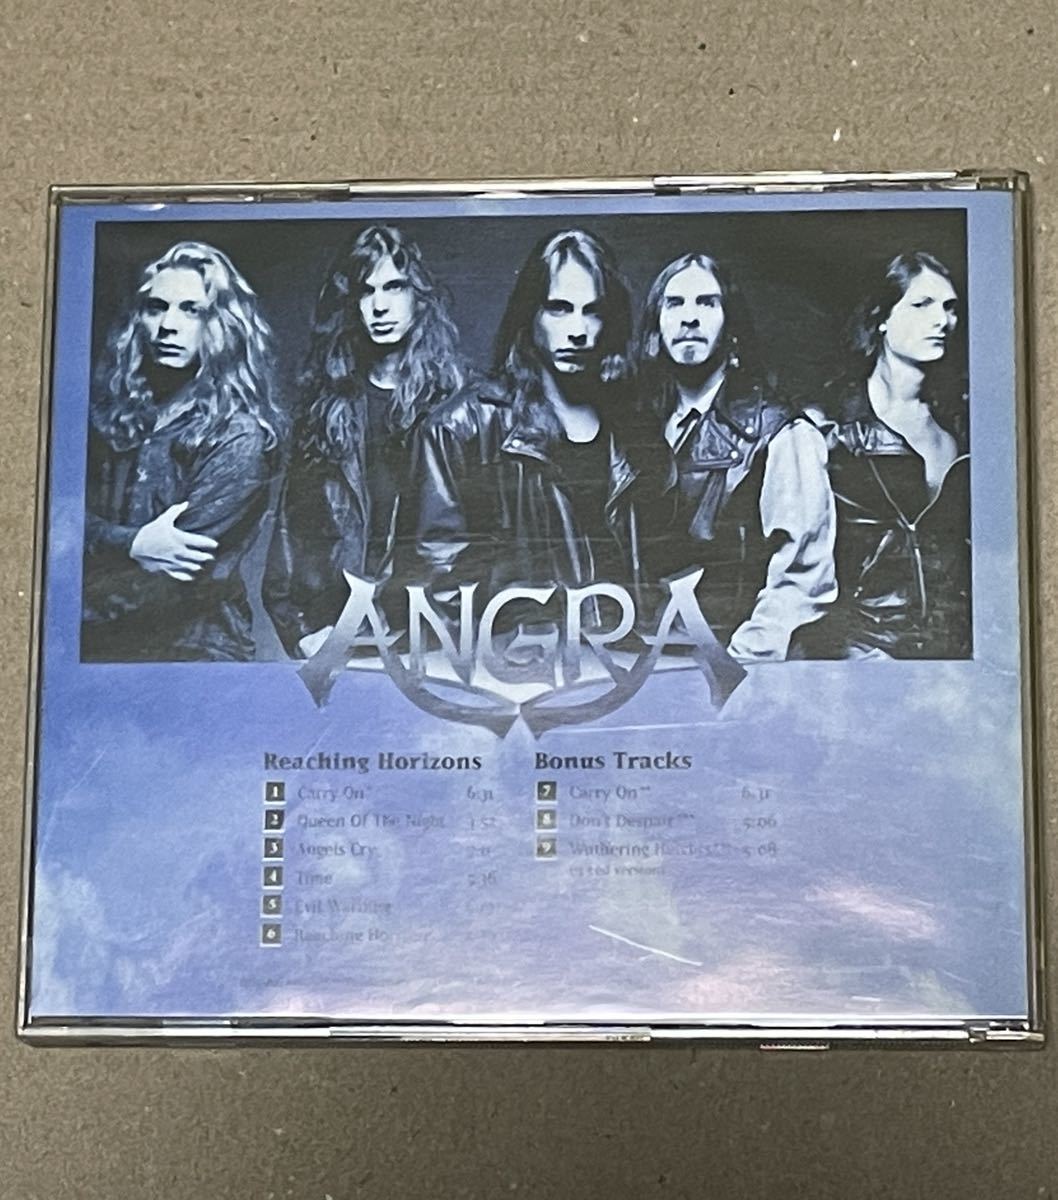 ANGRA
Reaching Horizons
1 Carry On* 6:31
2 Queen Of The Night
3 Angels Cry
4 Time
5 Evil Warning
6 Reaching Horizons
Bonus Tracks
7 Carry On** 6:31
8 Don't Despair*** 5:06
9 Wuthering Heights 5:08